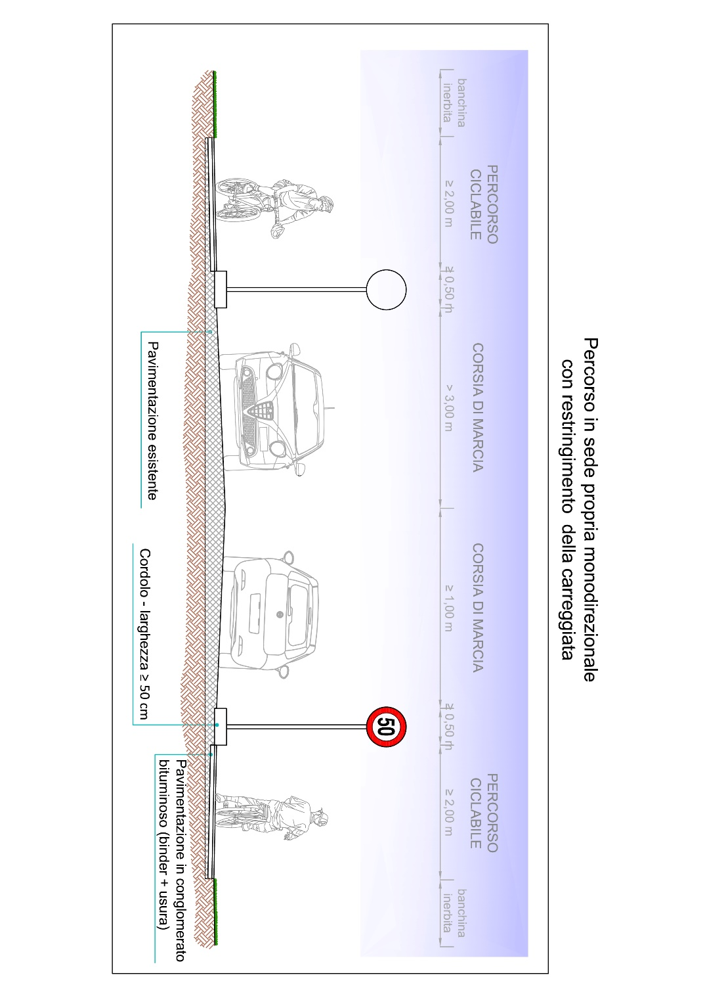 Percorso in sede propria monodirezionale
con restringimento della carreggiata
PERCORSO
CICLABILE
CORSIA DI MARCIA
CORSIA DI MARCIA
PERCORSO
CICLABILE
banchina
inerbita
≥ 2,00 m
≥ 0,50 m
> 3,00 m
≥ 1,00 m
≥ 0,50 m
≥ 2,00 m
banchina
inerbita
50
Pavimentazione esistente
Cordolo - larghezza ≥ 50 cm
Pavimentazione in conglomerato
bituminoso (binder + usura)